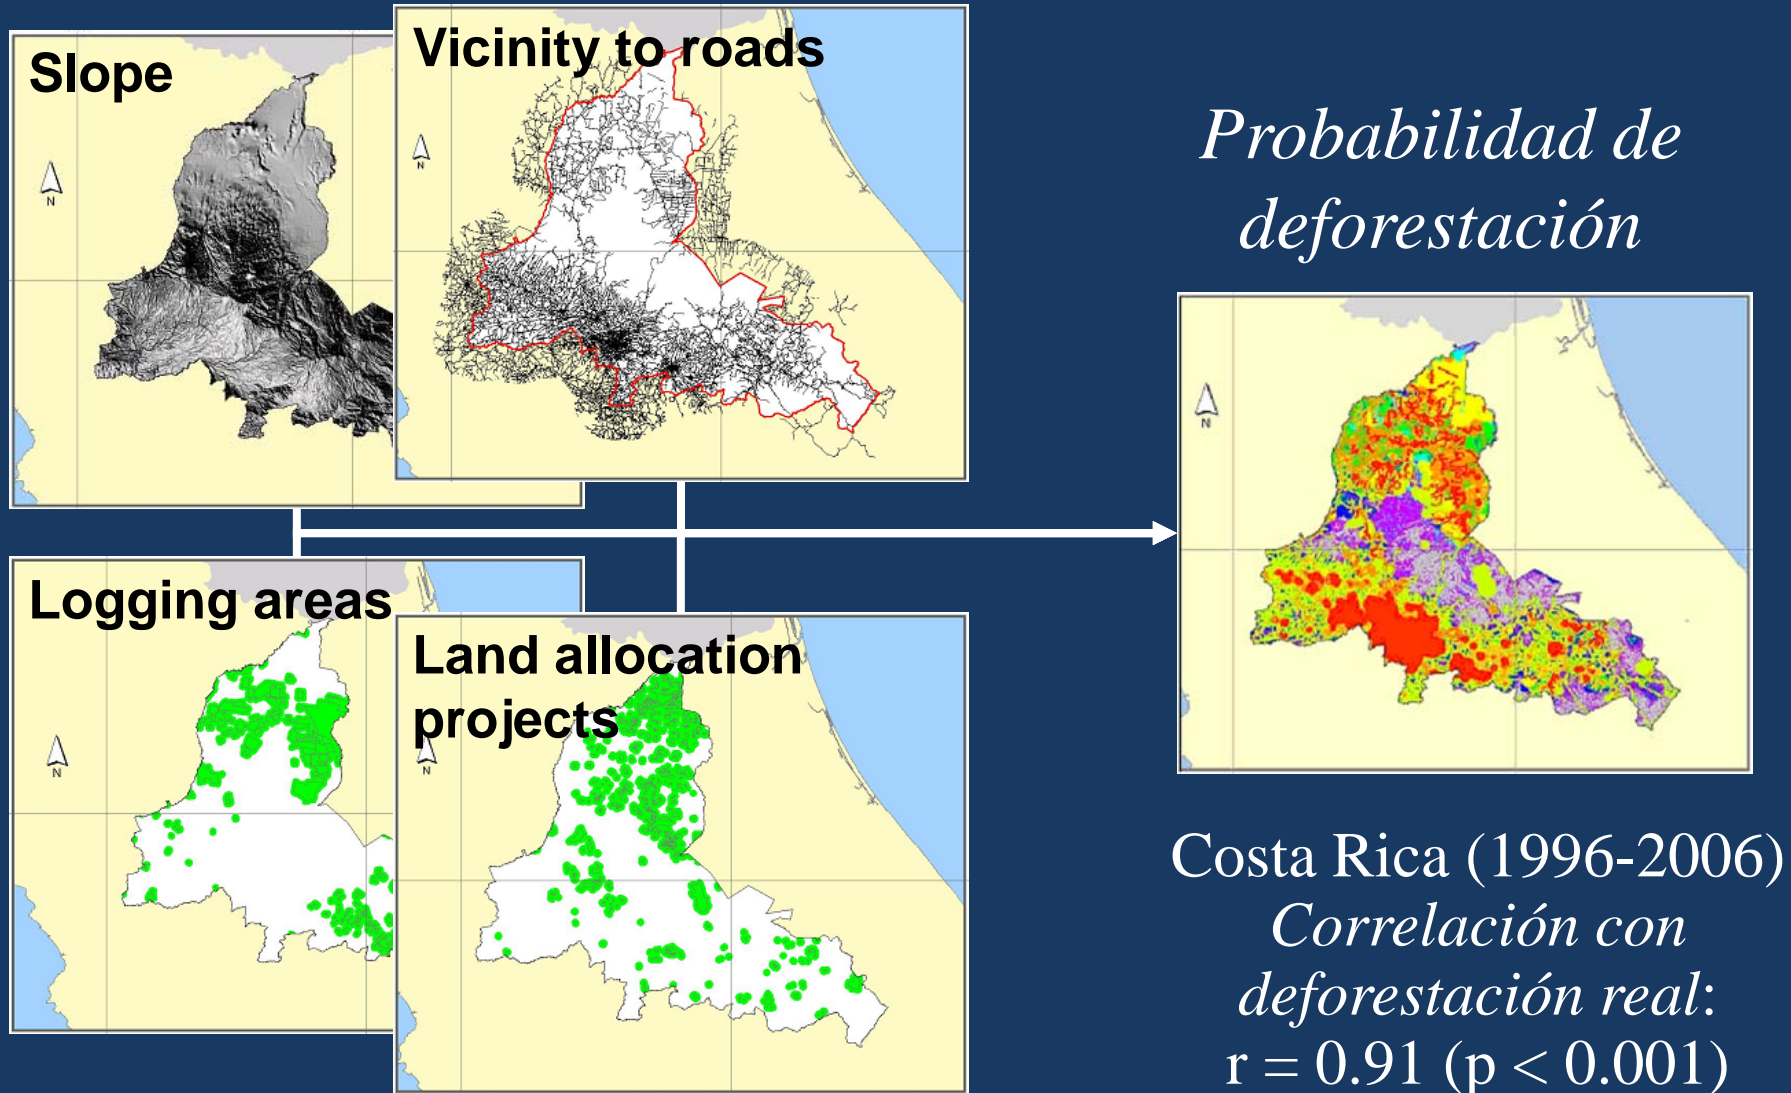 Slope
N
Vicinity to roads
N
Logging areas
N
Land allocation
projects
N
Probabilidad de
deforestación
N
Costa Rica (1996-2006)
Correlación con
deforestación real:
r = 0.91 (p < 0.001)